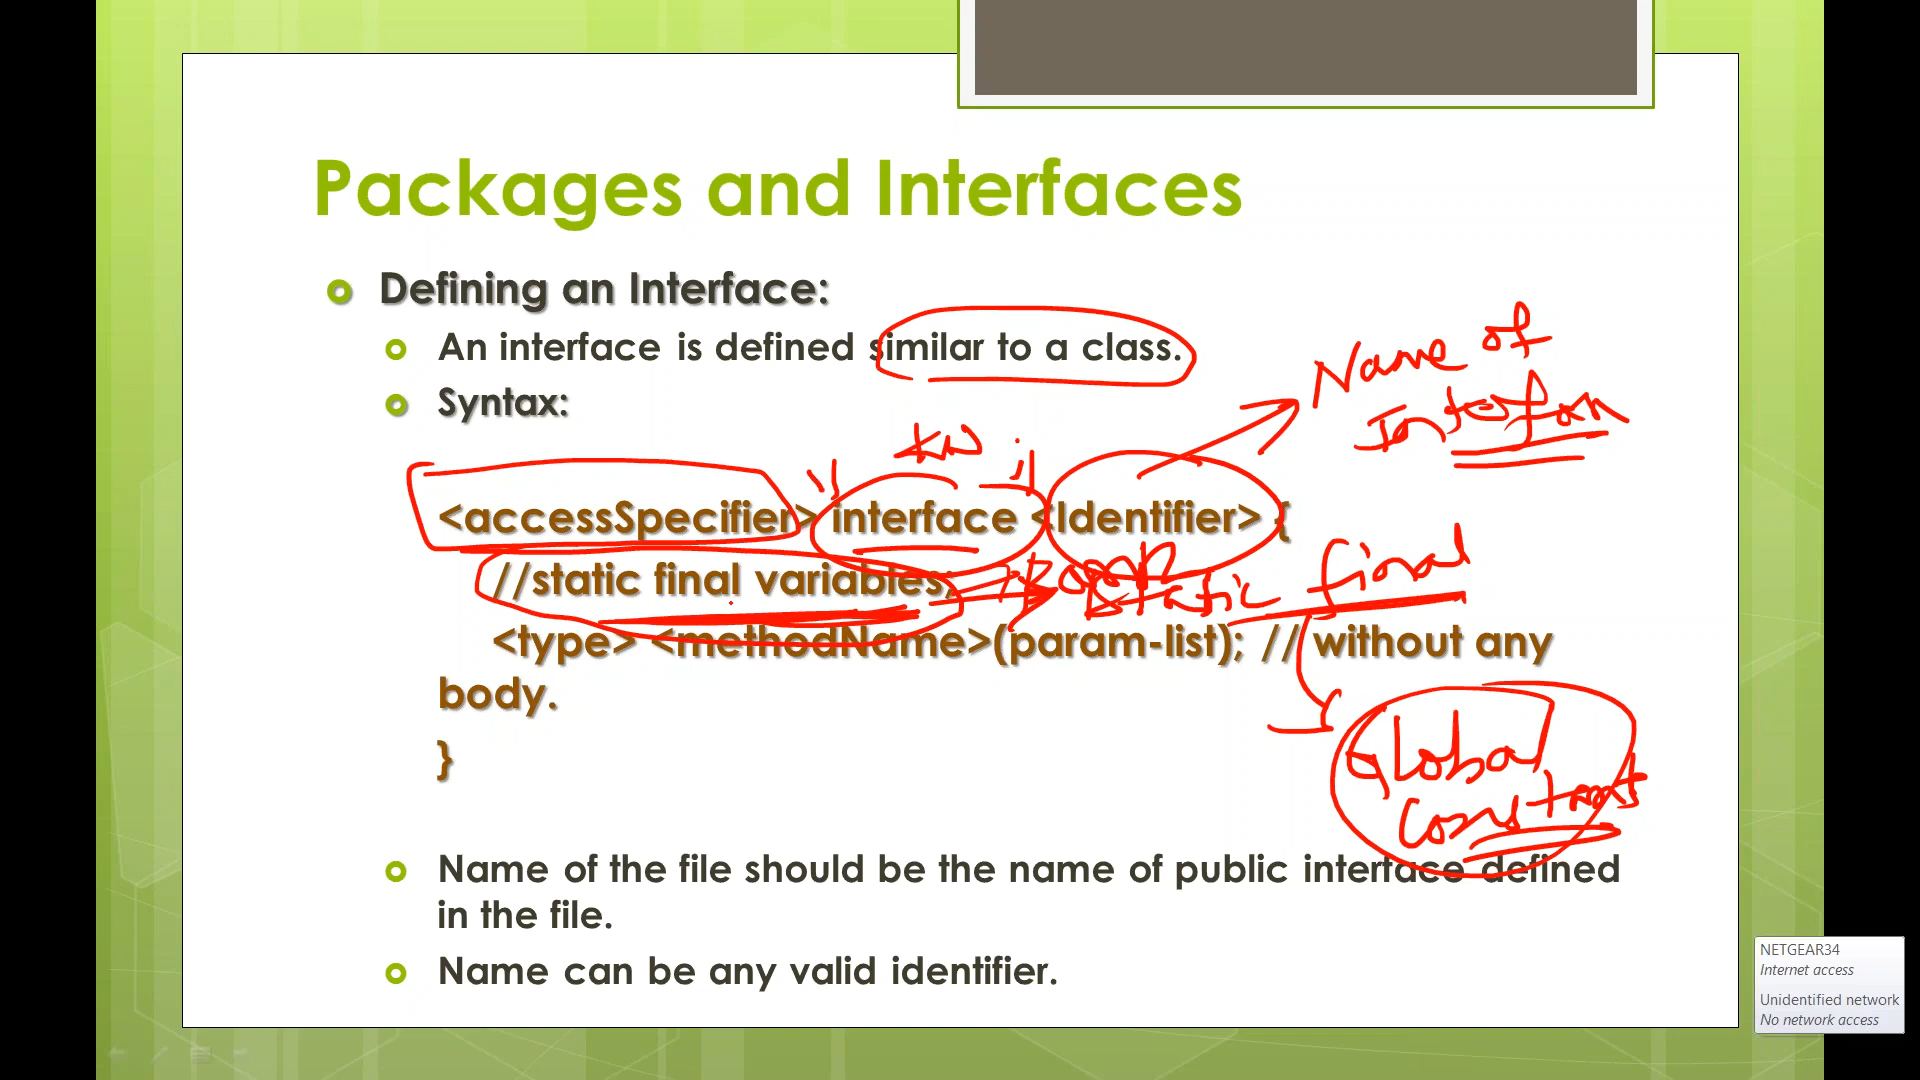 Packages and Interfaces
Defining an Interface:
An interface is defined similar to a class.
Syntax:
Name of
kw
<accessSpecifier> interface <Identifier> {
//static final variables;
static final
<type> <methodName>(param-list); // without any
body.
}
Global
Constant
Name of the file should be the name of public interface defined
in the file.
Name can be any valid identifier.
NETGEAR34
Internet access
Unidentified network
No network access